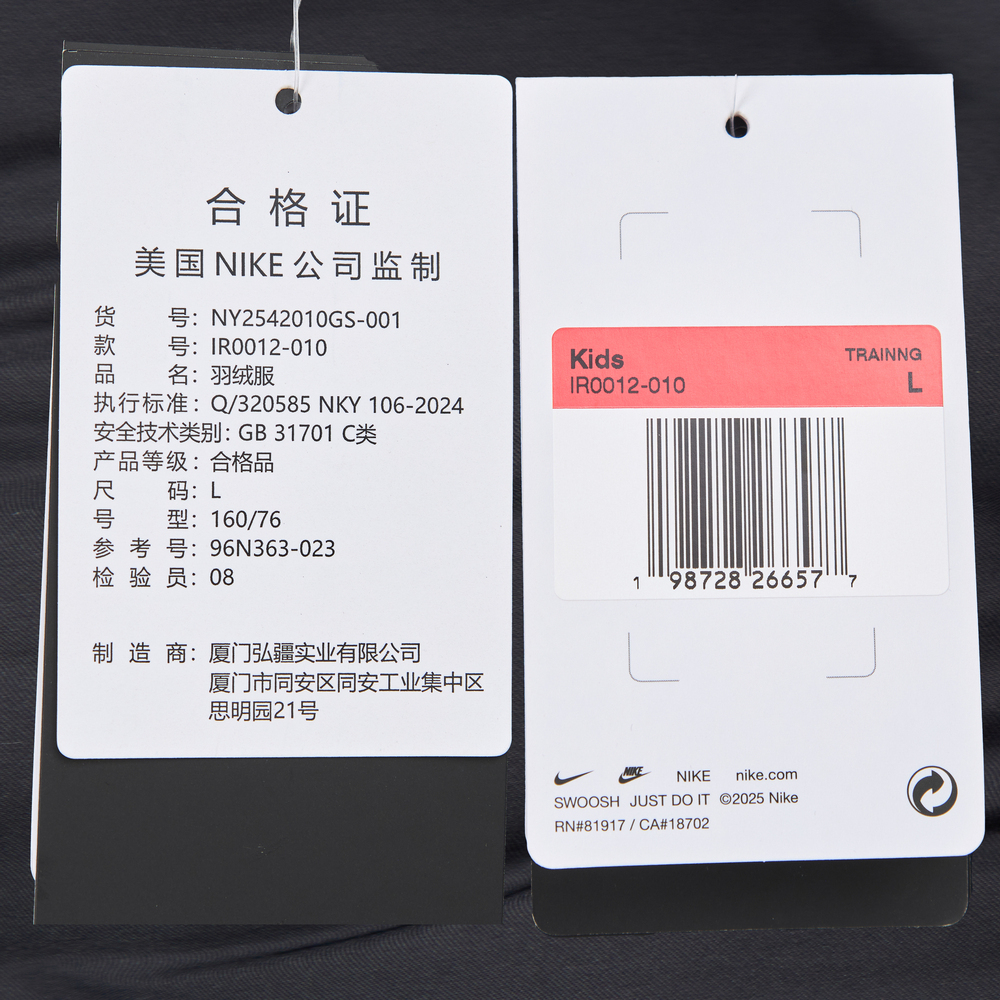 合格证
美国NIKE公司监制
货号：NY2542010GS-001
款号：IR0012-010
品名：羽绒服
执行标准：Q/320585 NKY 106-2024
安全技术类别：GB 31701 C类
产品等级：合格品
尺码：L
号型：160/76
参考号：96N363-023
检验员：08
制造商：厦门弘疆实业有限公司
厦门市同安区同安工业集中区
思明园21号
Kids
TRAINNG
IR0012-010
L
1 98728 26657 7
NIKE NIKE nike.com
SWOOSH JUST DO IT ©2025 Nike
RN#81917 / CA#18702